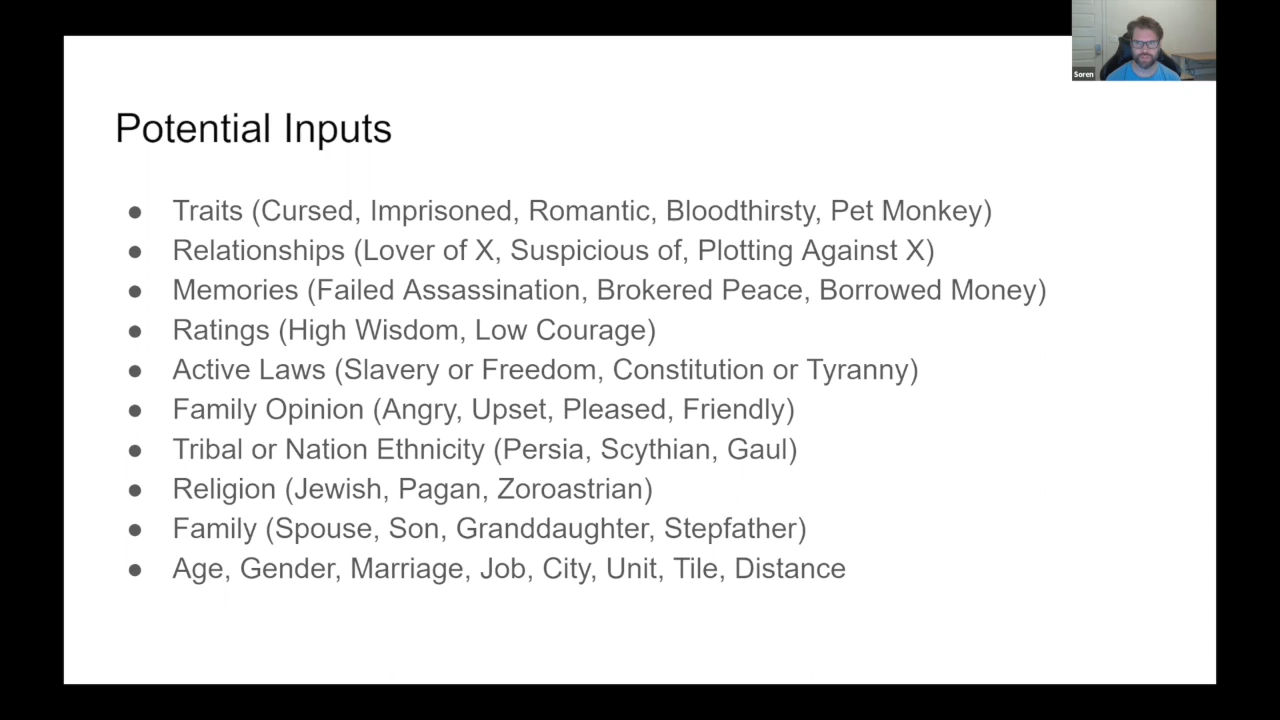 Soren
Potential Inputs
● Traits (Cursed, Imprisoned, Romantic, Bloodthirsty, Pet Monkey)
● Relationships (Lover of X, Suspicious of, Plotting Against X)
● Memories (Failed Assassination, Brokered Peace, Borrowed Money)
● Ratings (High Wisdom, Low Courage)
● Active Laws (Slavery or Freedom, Constitution or Tyranny)
● Family Opinion (Angry, Upset, Pleased, Friendly)
● Tribal or Nation Ethnicity (Persia, Scythian, Gaul)
● Religion (Jewish, Pagan, Zoroastrian)
● Family (Spouse, Son, Granddaughter, Stepfather)
● Age, Gender, Marriage, Job, City, Unit, Tile, Distance